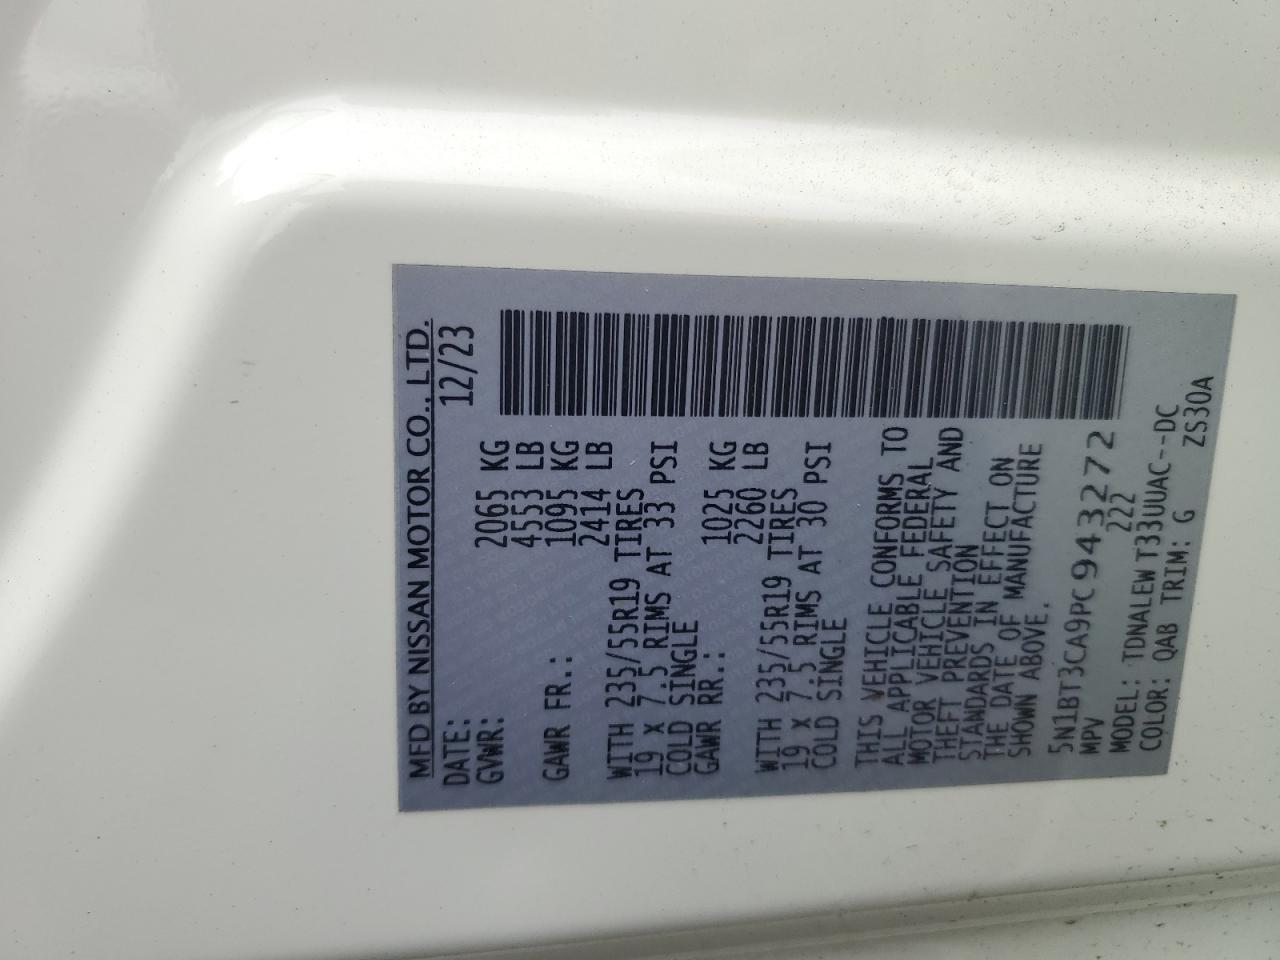 MFD BY NISSAN MOTOR CO., LTD.
DATE: 12/23
GVWR: 2065 KG
4553 LB
GAWR FR.: 1095 KG
2414 LB
WITH 235/55R19 TIRES
19 X 7.5 RIMS AT 33 PSI
COLD SINGLE
GAWR RR.: 1025 KG
2260 LB
WITH 235/55R19 TIRES
19 X 7.5 RIMS AT 30 PSI
COLD SINGLE
THIS VEHICLE CONFORMS TO
ALL APPLICABLE FEDERAL
MOTOR VEHICLE SAFETY AND
THEFT PREVENTION
STANDARDS IN EFFECT ON
THE DATE OF MANUFACTURE
SHOWN ABOVE.
5N1BT3CA9PC943272
MPV 222
MODEL: TDNALEW T33UUAC--DC
COLOR: QAB TRIM: G ZS30A